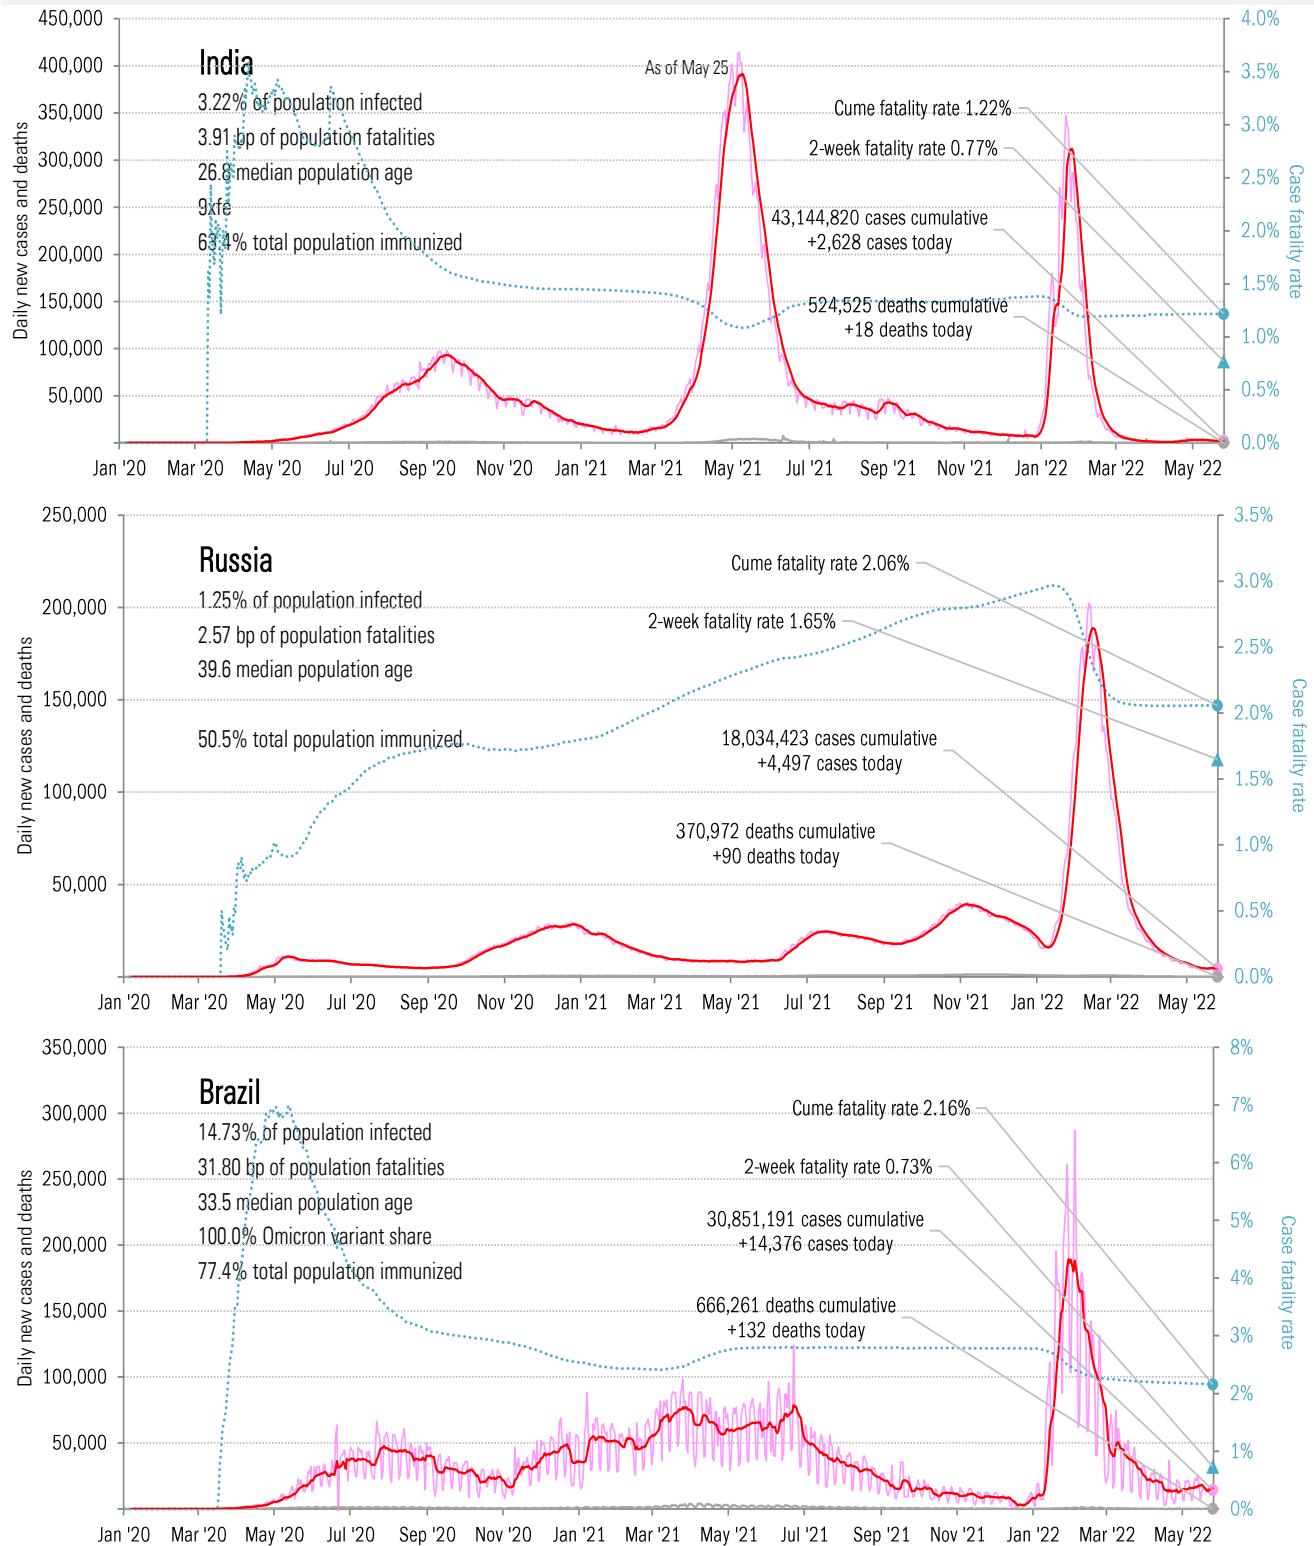 450,000
400,000
350,000
300,000
250,000
200,000
150,000
100,000
50,000
Daily new cases and deaths
4.0%
3.5%
3.0%
2.5%
2.0%
1.5%
1.0%
0.5%
0.0%
Case fatality rate
India
3.22% of population infected
3.91 bp of population fatalities
26.8 median population age
9xfe
63.4% total population immunized
As of May 25
Cume fatality rate 1.22%
2-week fatality rate 0.77%
43,144,820 cases cumulative
+2,628 cases today
524,525 deaths cumulative
+18 deaths today
Jan '20 Mar '20 May '20 Jul '20 Sep '20 Nov '20 Jan '21 Mar '21 May '21 Jul '21 Sep '21 Nov '21 Jan '22 Mar '22 May '22
250,000
200,000
150,000
100,000
50,000
Daily new cases and deaths
3.5%
3.0%
2.5%
2.0%
1.5%
1.0%
0.5%
0.0%
Case fatality rate
Russia
1.25% of population infected
2.57 bp of population fatalities
39.6 median population age
50.5% total population immunized
Cume fatality rate 2.06%
2-week fatality rate 1.65%
18,034,423 cases cumulative
+4,497 cases today
370,972 deaths cumulative
+90 deaths today
Jan '20 Mar '20 May '20 Jul '20 Sep '20 Nov '20 Jan '21 Mar '21 May '21 Jul '21 Sep '21 Nov '21 Jan '22 Mar '22 May '22
350,000
300,000
250,000
200,000
150,000
100,000
50,000
Daily new cases and deaths
8%
7%
6%
5%
4%
3%
2%
1%
0%
Case fatality rate
Brazil
14.73% of population infected
31.80 bp of population fatalities
33.5 median population age
100.0% Omicron variant share
77.4% total population immunized
Cume fatality rate 2.16%
2-week fatality rate 0.73%
30,851,191 cases cumulative
+14,376 cases today
666,261 deaths cumulative
+132 deaths today
Jan '20 Mar '20 May '20 Jul '20 Sep '20 Nov '20 Jan '21 Mar '21 May '21 Jul '21 Sep '21 Nov '21 Jan '22 Mar '22 May '22